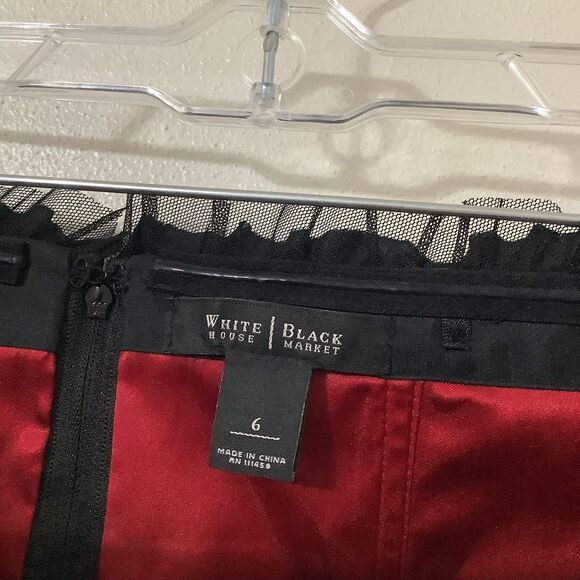 WHITE | BLACK
HOUSE | MARKET
6
MADE IN CHINA
RN 111459